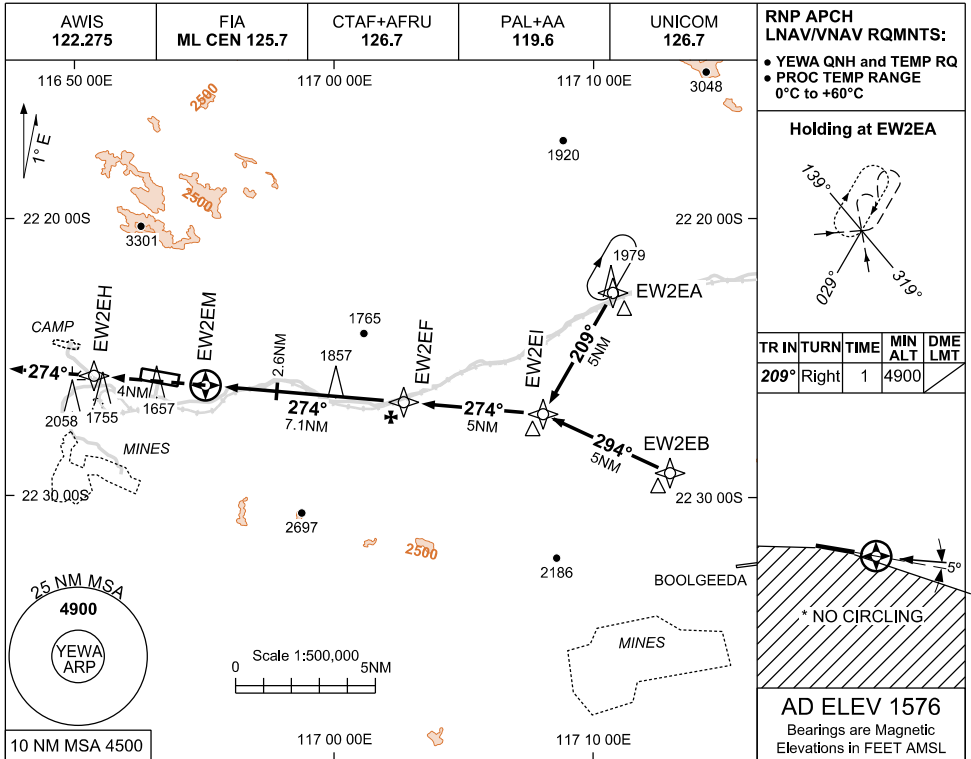 AWIS
122.275
FIA
ML CEN 125.7
CTAF+AFRU
126.7
PAL+AA
119.6
UNICOM
126.7
RNP APCH
LNAV/VNAV RQMNTS:
• YEWA QNH and TEMP RQ
• PROC TEMP RANGE
0°C to +60°C
116 50 00E
117 00 00E
117 10 00E
2500
3048
1° E
1920
Holding at EW2EA
139°
029°
319°
22 20 00S
2500
3301
22 20 00S
1979
EW2EA
EW2EH
EW2EM
CAMP
1765
2.6NM
1857
EW2EF
EW2EI
209°
5NM
274°
4NM
1657
274°
7.1NM
274°
5NM
294°
5NM
EW2EB
2058
1755
MINES
22 30 00S
22 30 00S
2697
2500
2186
BOOLGEEDA
TR IN
TURN
TIME
MIN ALT
DME LMT
209°
Right
1
4900
5°
* NO CIRCLING
25 NM MSA
4900
YEWA
ARP
Scale 1:500,000
0
5NM
MINES
10 NM MSA 4500
117 00 00E
117 10 00E
AD ELEV 1576
Bearings are Magnetic
Elevations in FEET AMSL